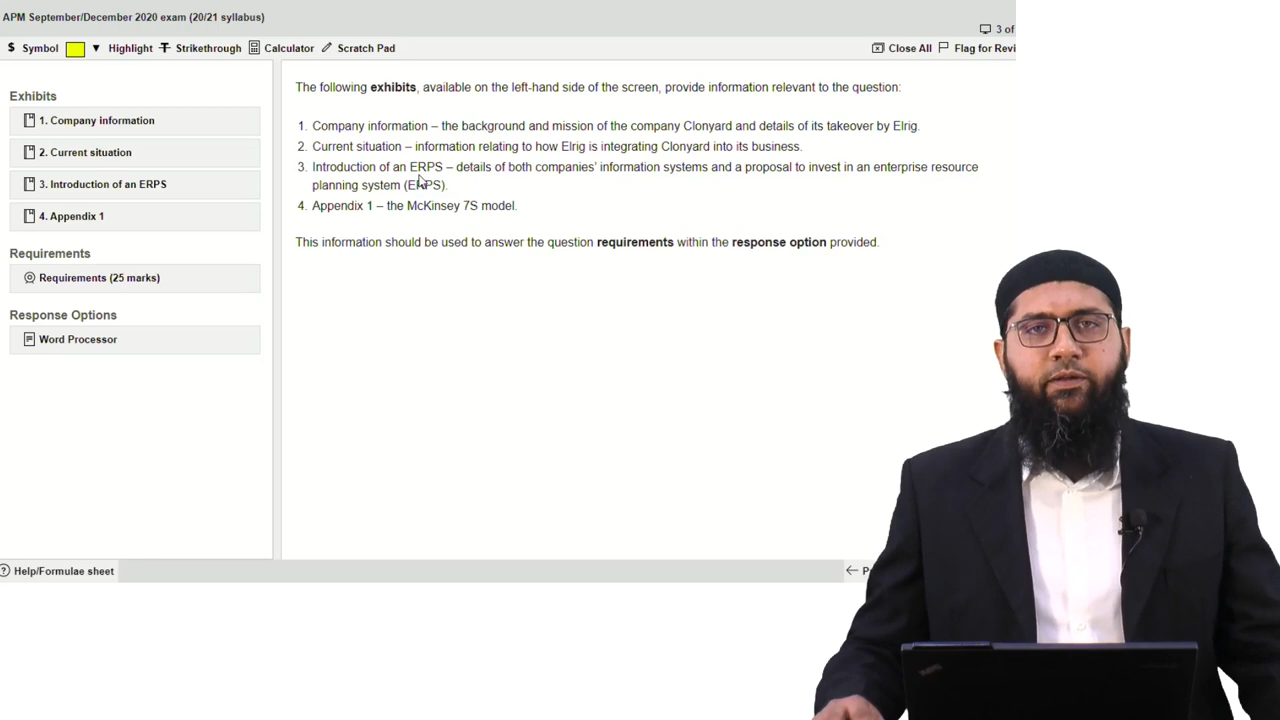 APM September/December 2020 exam (20/21 syllabus)
3 of
$ Symbol Highlight Strikethrough Calculator Scratch Pad
Close All Flag for Revi
Exhibits
1. Company information
2. Current situation
3. Introduction of an ERPS
4. Appendix 1
Requirements
Requirements (25 marks)
Response Options
Word Processor
The following exhibits, available on the left-hand side of the screen, provide information relevant to the question:
1. Company information – the background and mission of the company Clonyard and details of its takeover by Elrig.
2. Current situation – information relating to how Elrig is integrating Clonyard into its business.
3. Introduction of an ERPS – details of both companies' information systems and a proposal to invest in an enterprise resource
planning system (ERPS).
4. Appendix 1 – the McKinsey 7S model.
This information should be used to answer the question requirements within the response option provided.
Help/Formulae sheet